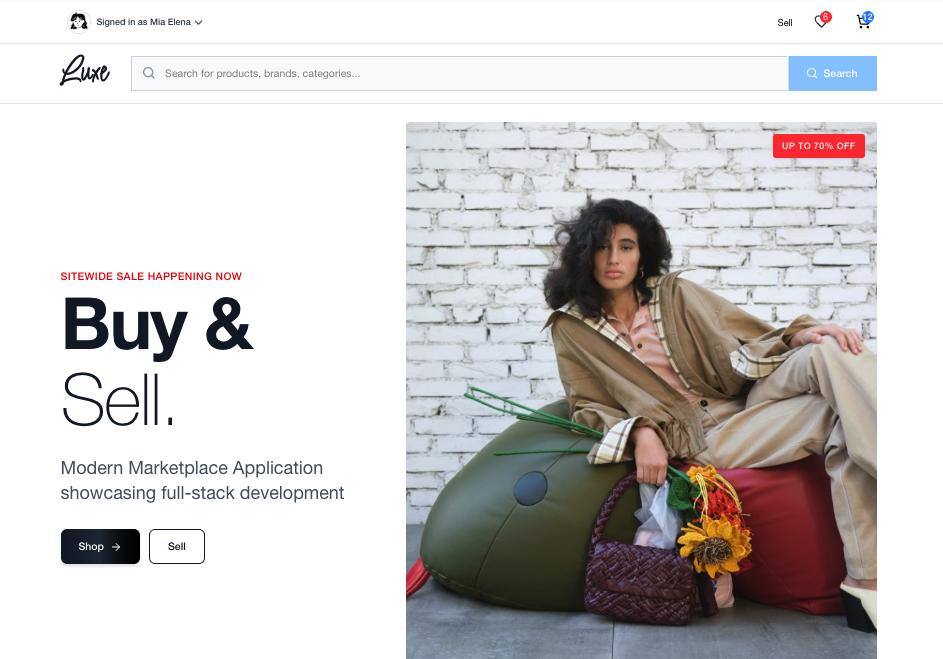 Signed in as Mia Elena
Sell
6
12
Luxe
Search for products, brands, categories...
Search
UP TO 70% OFF
SITEWIDE SALE HAPPENING NOW
Buy &
Sell.
Modern Marketplace Application
showcasing full-stack development
Shop →
Sell